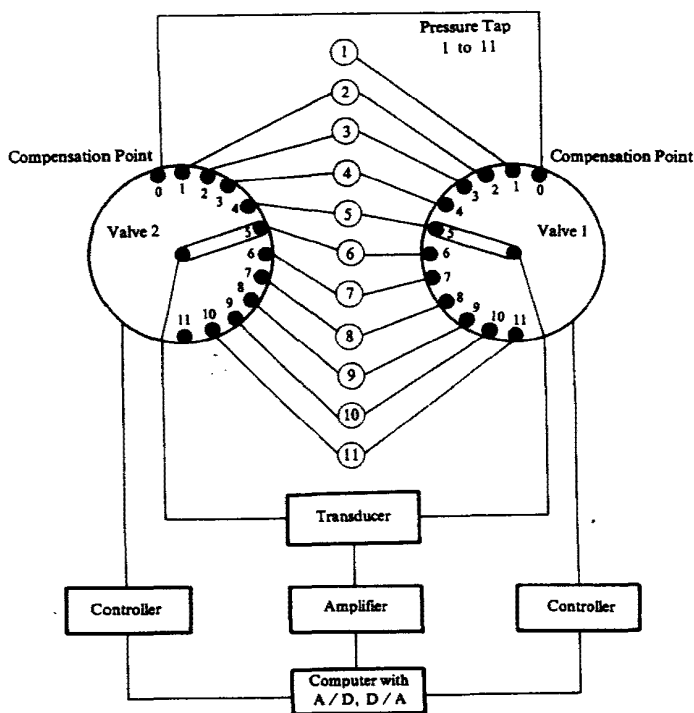 Pressure Tap
1 to 11
1
2
3
4
5
6
7
8
9
10
11
Compensation Point
0
1
2
3
4
5
6
7
8
9
10
11
Valve 2
Compensation Point
0
1
2
3
4
5
6
7
8
9
10
11
Valve 1
Transducer
Controller
Amplifier
Controller
Computer with
A / D, D / A